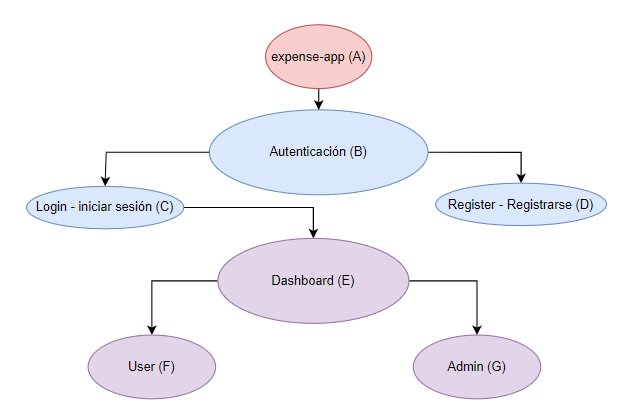 expense-app (A)
Autenticación (B)
Login - iniciar sesión (C)
Register - Registrarse (D)
Dashboard (E)
User (F)
Admin (G)